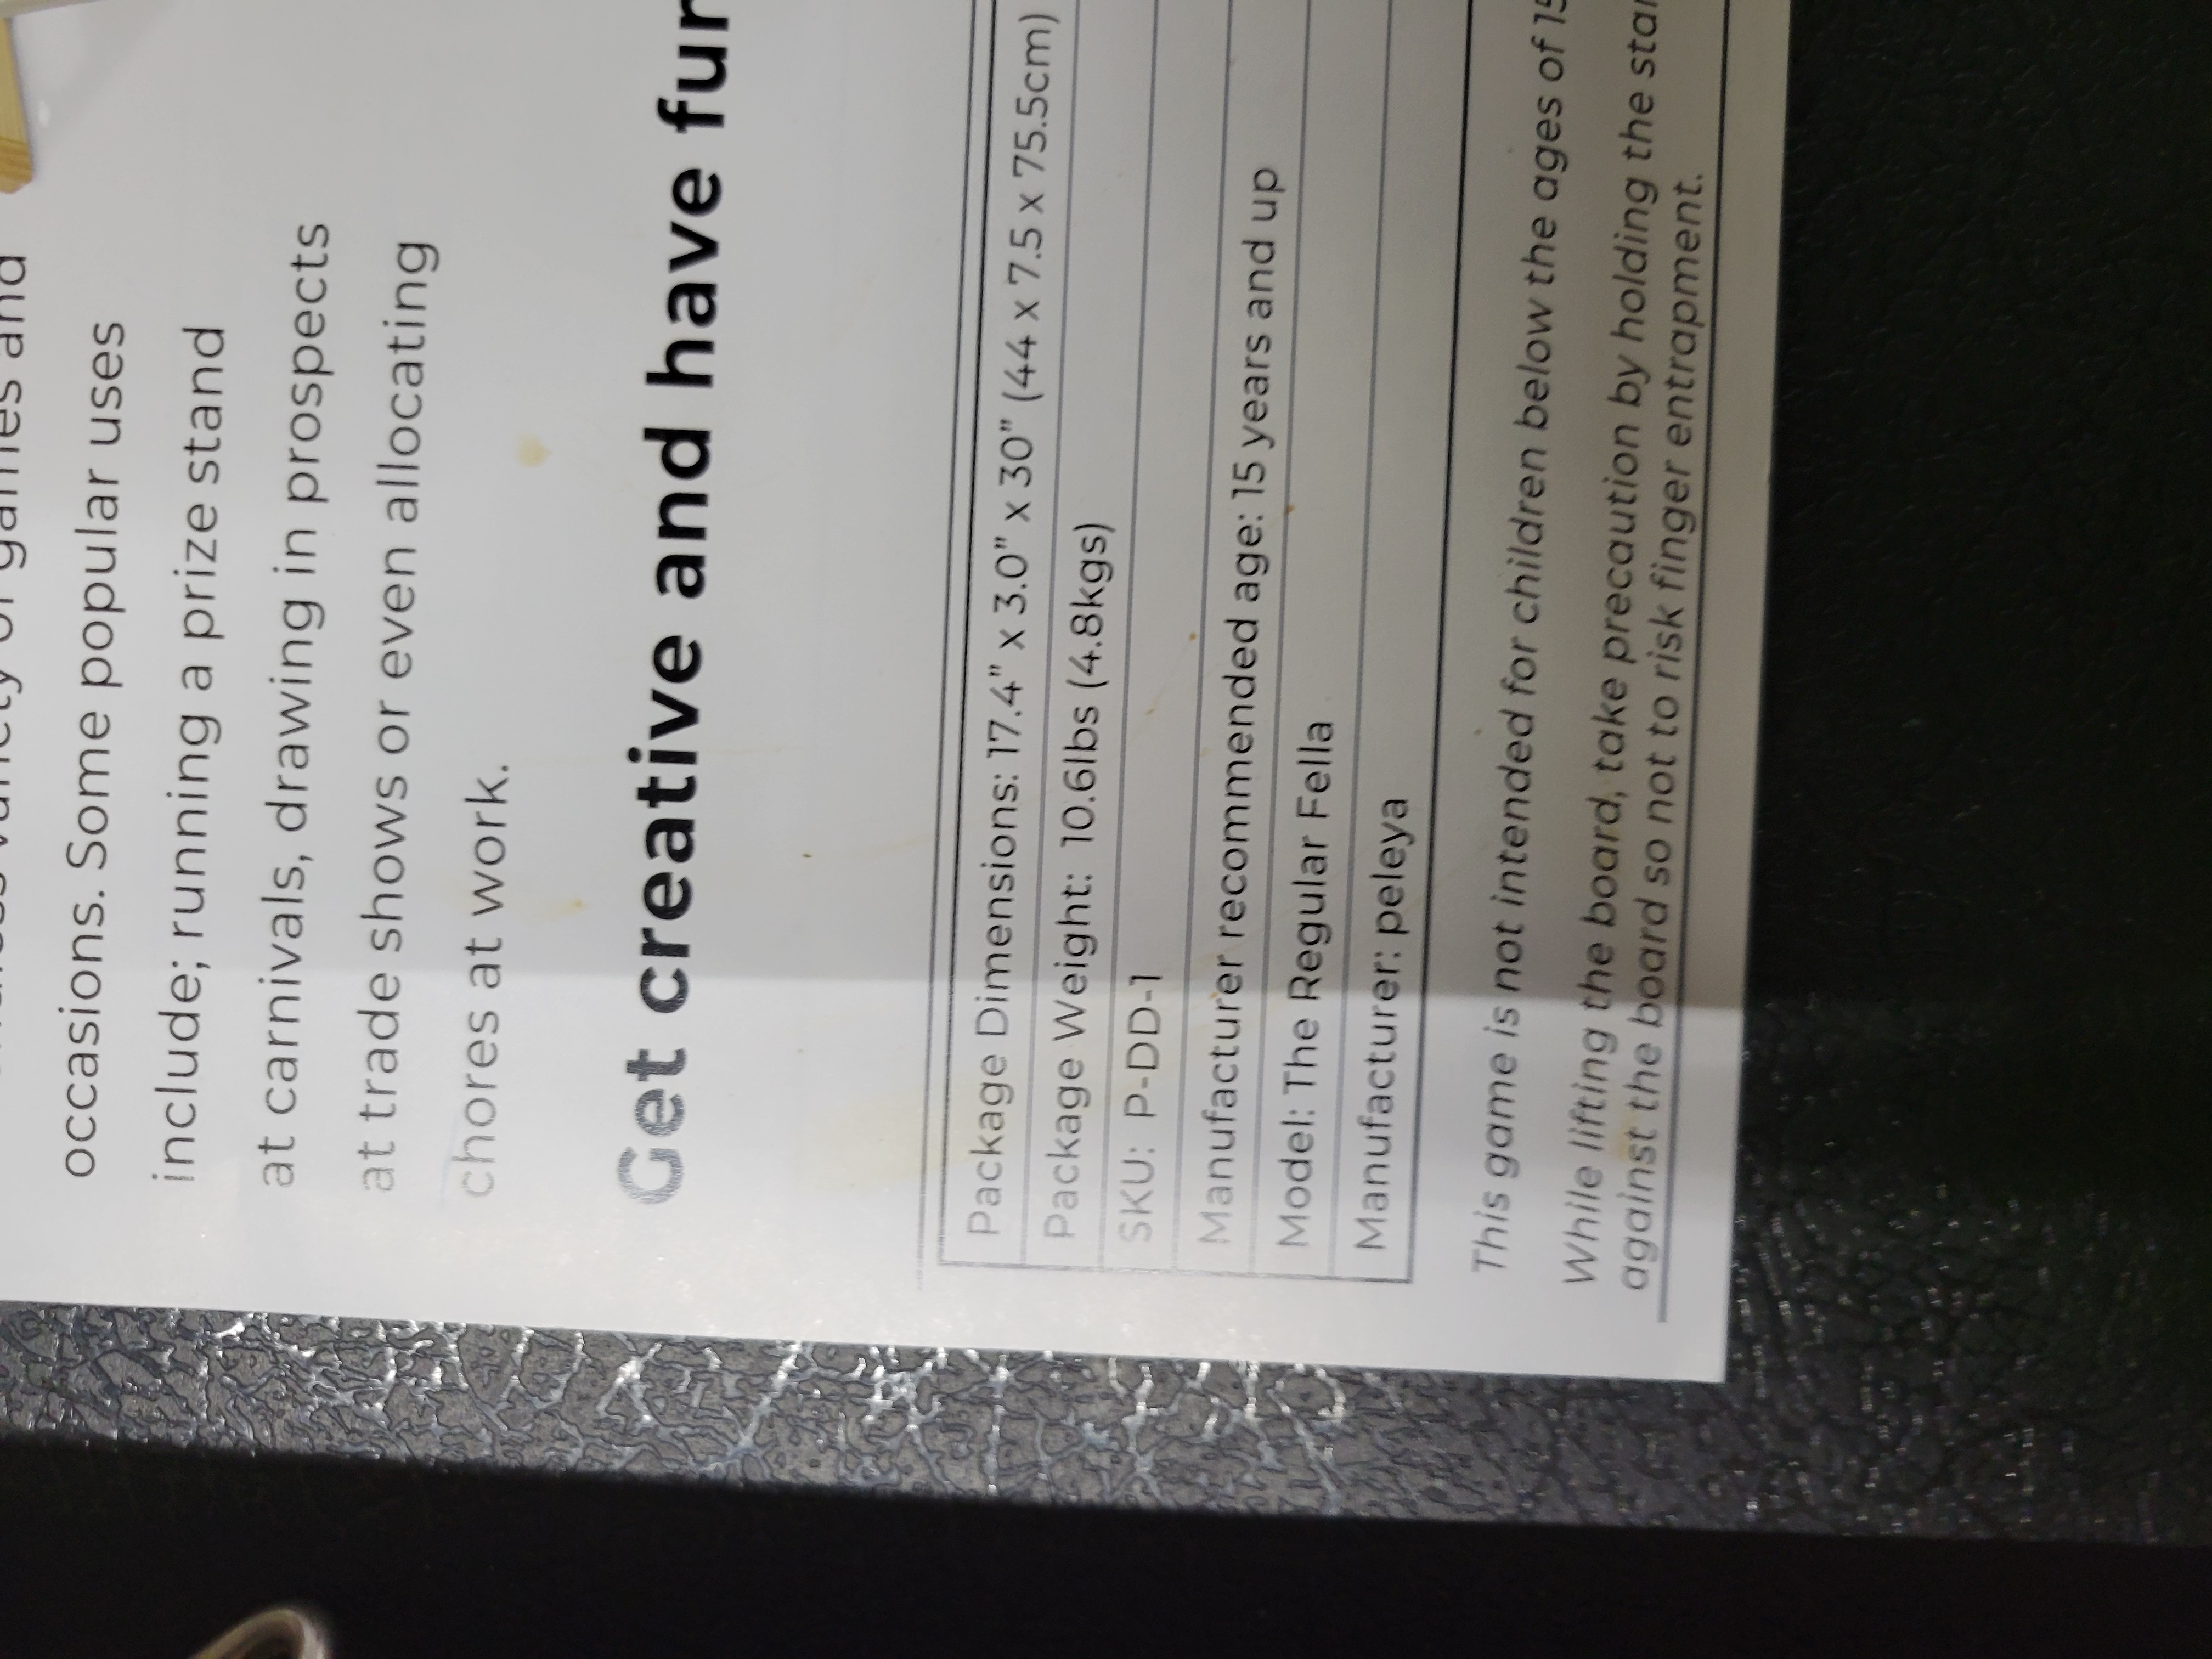 games and
occasions. Some popular uses
include; running a prize stand
at carnivals, drawing in prospects
at trade shows or even allocating
chores at work.
Get creative and have fun
Package Dimensions: 17.4" x 3.0" x 30" (44 x 7.5 x 75.5cm)
Package Weight: 10.6lbs (4.8kgs)
SKU: P-DD-1
Manufacturer recommended age: 15 years and up
Model: The Regular Fella
Manufacturer: peleya
This game is not intended for children below the ages of 15
While lifting the board, take precaution by holding the
against the board so not to risk finger entrapment.